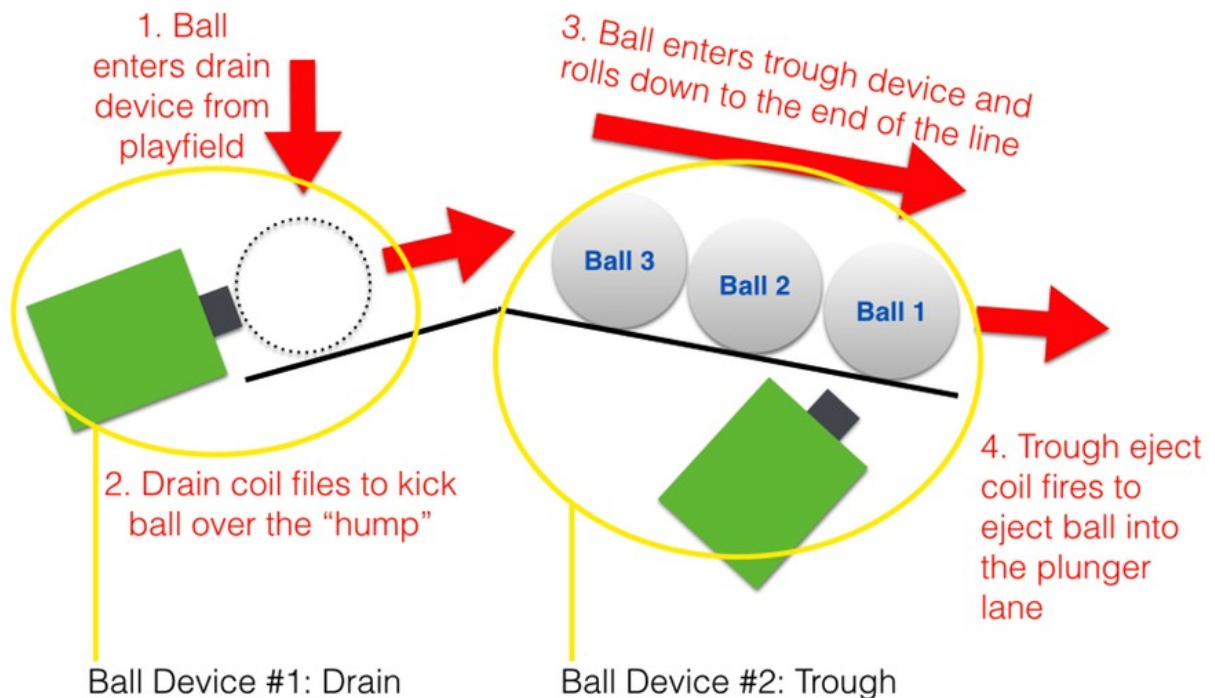 1. Ball
enters drain
device from
playfield
3. Ball enters trough device and
rolls down to the end of the line
Ball 3
Ball 2
Ball 1
2. Drain coil files to kick
ball over the “hump”
4. Trough eject
coil fires to
eject ball into
the plunger
lane
Ball Device #1: Drain
Ball Device #2: Trough